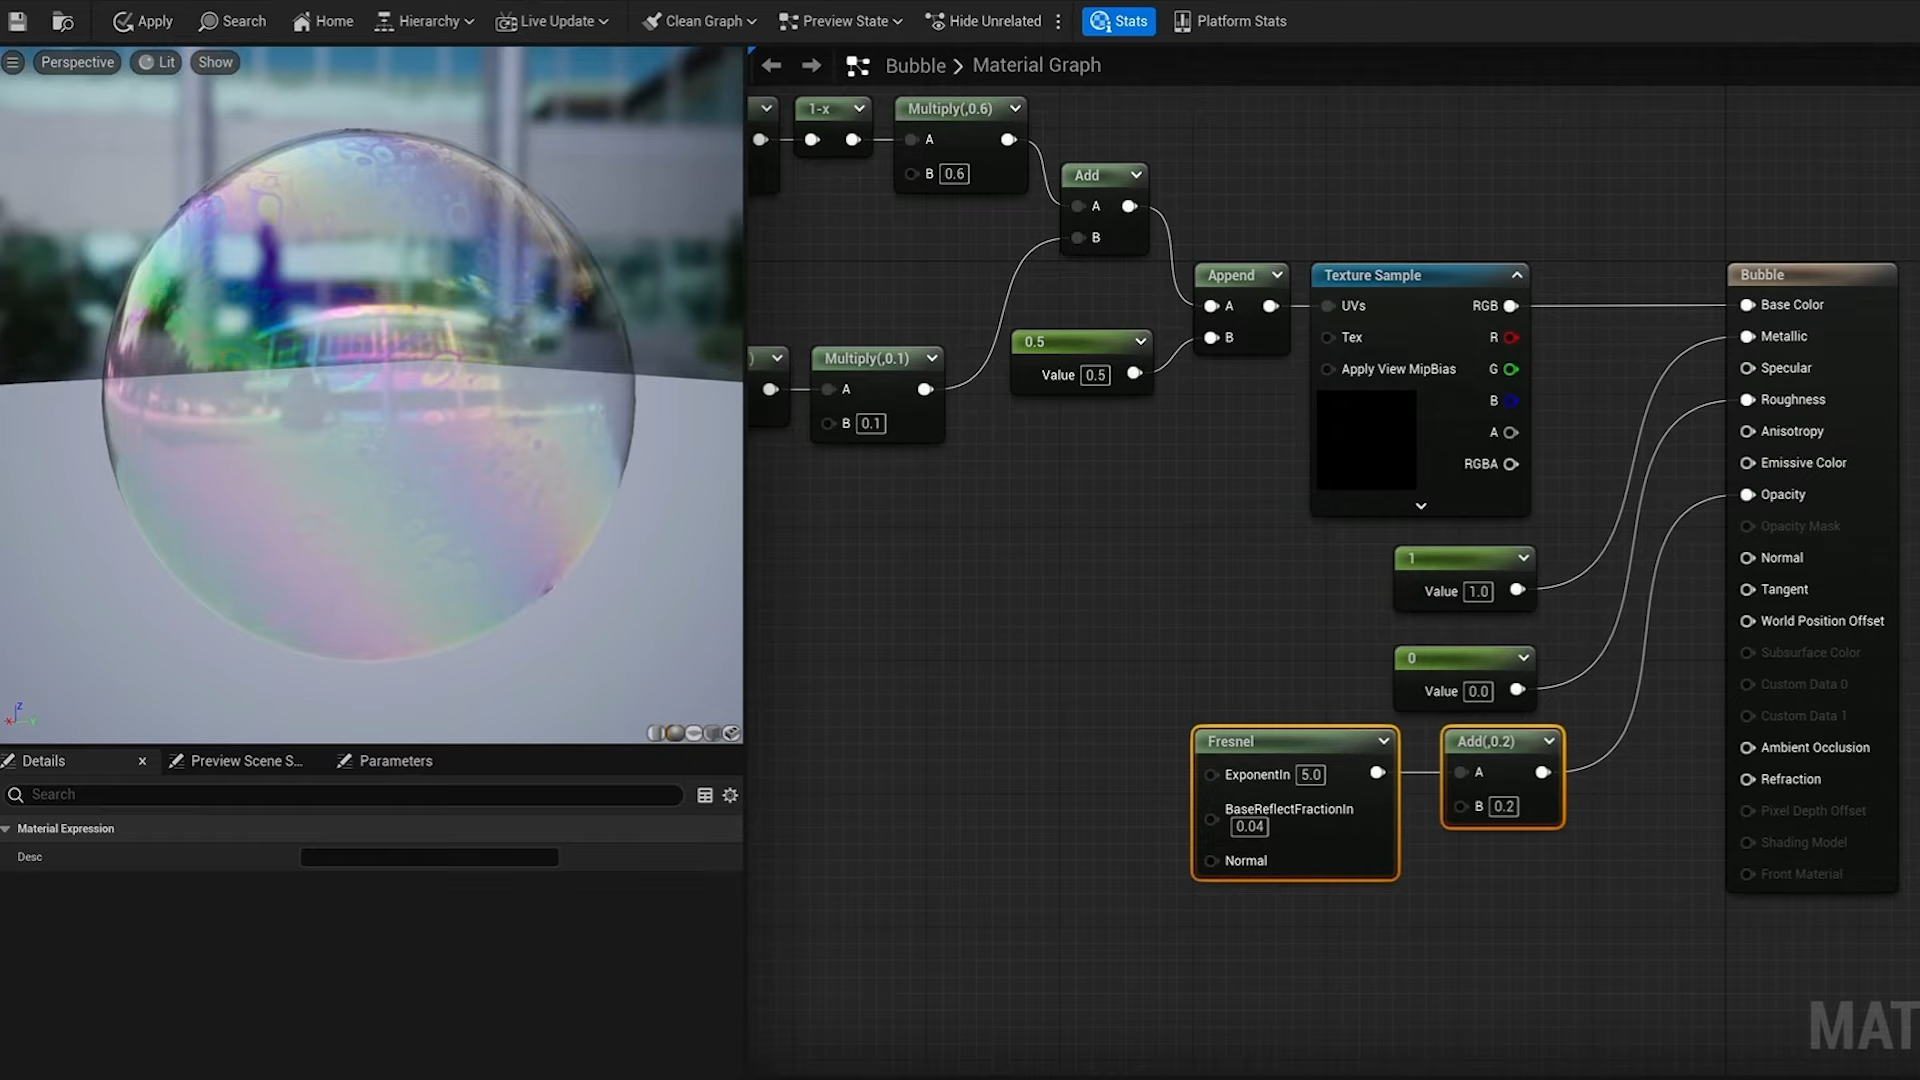 Apply
Search
Home
Hierarchy
Live Update
Clean Graph
Preview State
Hide Unrelated
Stats
Platform Stats
Perspective
Lit
Show
Bubble > Material Graph
1-x
Multiply(,0.6)
A
B 0.6
Add
A
B
)
Multiply(,0.1)
A
B 0.1
0.5
Value 0.5
Append
A
B
Texture Sample
UVs
RGB
Tex
R
Apply View MipBias
G
B
A
RGBA
1
Value 1.0
0
Value 0.0
Fresnel
ExponentIn 5.0
BaseReflectFractionIn
0.04
Normal
Add(,0.2)
A
B 0.2
Bubble
Base Color
Metallic
Specular
Roughness
Anisotropy
Emissive Color
Opacity
Opacity Mask
Normal
Tangent
World Position Offset
Subsurface Color
Custom Data 0
Custom Data 1
Ambient Occlusion
Refraction
Pixel Depth Offset
Shading Model
Front Material
MAT
Z
X
Y
Details
Preview Scene S...
Parameters
Search
Material Expression
Desc